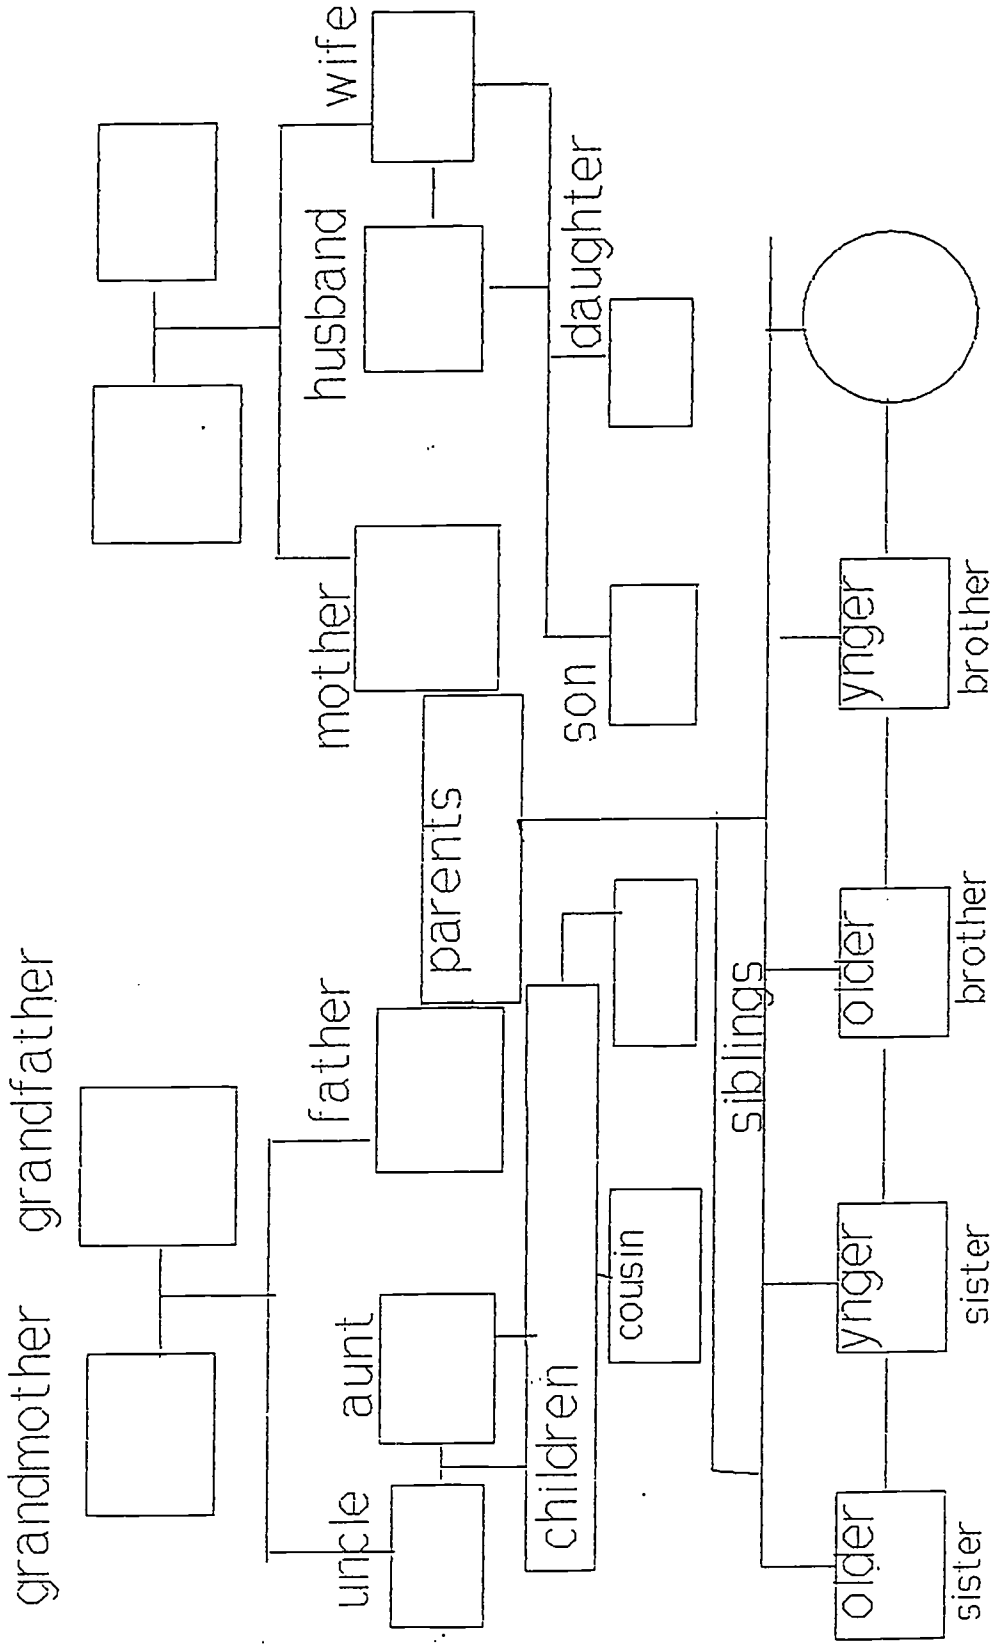 grandmother grandfather
uncle aunt father mother husband wife
parents
children son daughter
cousin
siblings
older ynger older ynger
sister sister brother brother